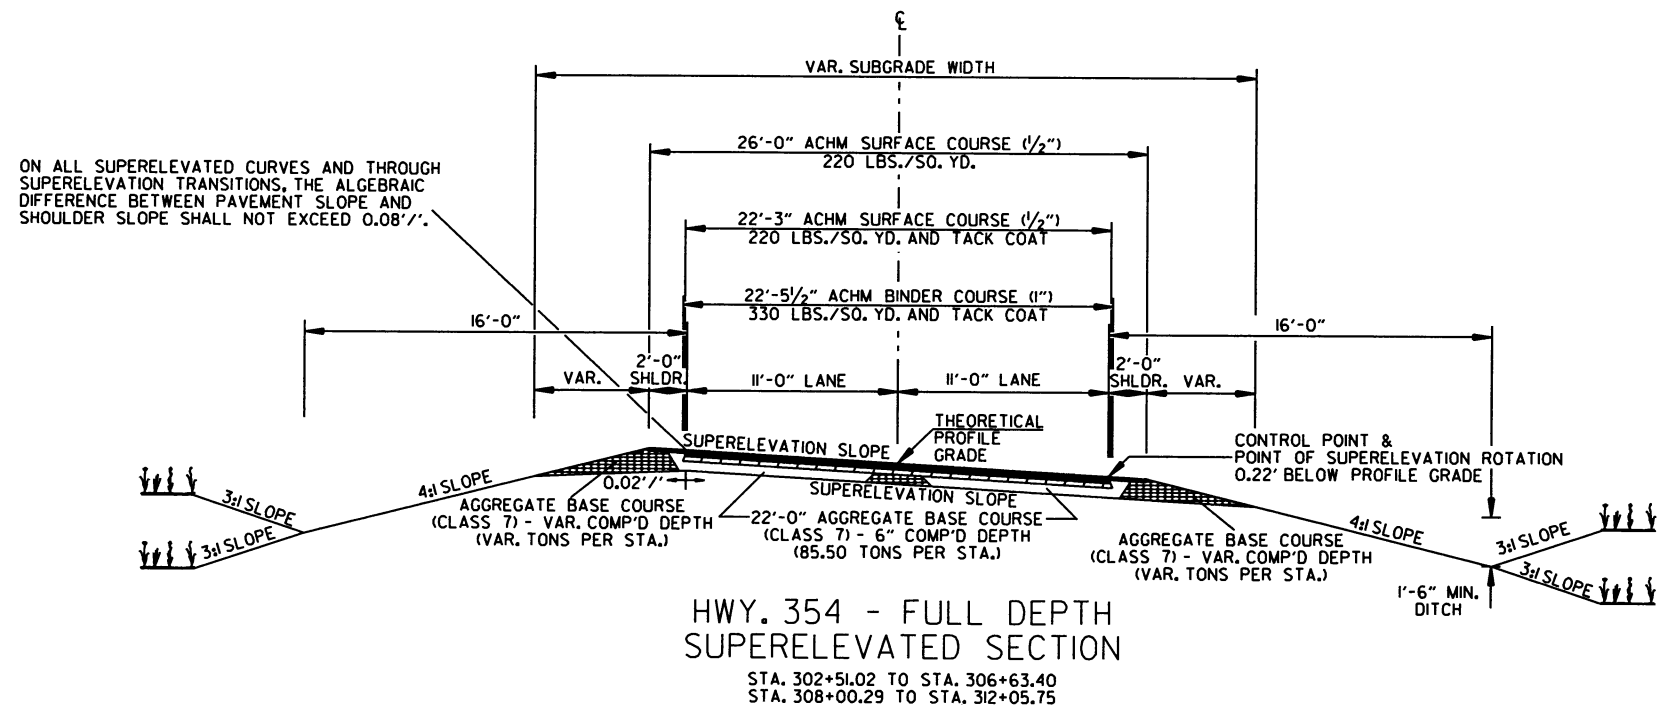 ℄
VAR. SUBGRADE WIDTH
26'-0" ACHM SURFACE COURSE (1/2")
220 LBS./SQ. YD.
ON ALL SUPERELEVATED CURVES AND THROUGH
SUPERELEVATION TRANSITIONS, THE ALGEBRAIC
DIFFERENCE BETWEEN PAVEMENT SLOPE AND
SHOULDER SLOPE SHALL NOT EXCEED 0.08'/'.
22'-3" ACHM SURFACE COURSE (1/2")
220 LBS./SQ. YD. AND TACK COAT
22'-5 1/2" ACHM BINDER COURSE (1")
330 LBS./SQ. YD. AND TACK COAT
16'-0"
16'-0"
VAR.
2'-0"
SHLDR.
11'-0" LANE
11'-0" LANE
2'-0"
SHLDR.
VAR.
THEORETICAL
PROFILE
GRADE
SUPERELEVATION SLOPE
CONTROL POINT &
POINT OF SUPERELEVATION ROTATION
0.22' BELOW PROFILE GRADE
3:1 SLOPE
3:1 SLOPE
4:1 SLOPE
0.02'/'
SUPERELEVATION SLOPE
AGGREGATE BASE COURSE
(CLASS 7) - VAR. COMP'D DEPTH
(VAR. TONS PER STA.)
22'-0" AGGREGATE BASE COURSE
(CLASS 7) - 6" COMP'D DEPTH
(85.50 TONS PER STA.)
AGGREGATE BASE COURSE
(CLASS 7) - VAR. COMP'D DEPTH
(VAR. TONS PER STA.)
4:1 SLOPE
3:1 SLOPE
3:1 SLOPE
1'-6" MIN.
DITCH
HWY. 354 - FULL DEPTH
SUPERELEVATED SECTION
STA. 302+51.02 TO STA. 306+63.40
STA. 308+00.29 TO STA. 312+05.75